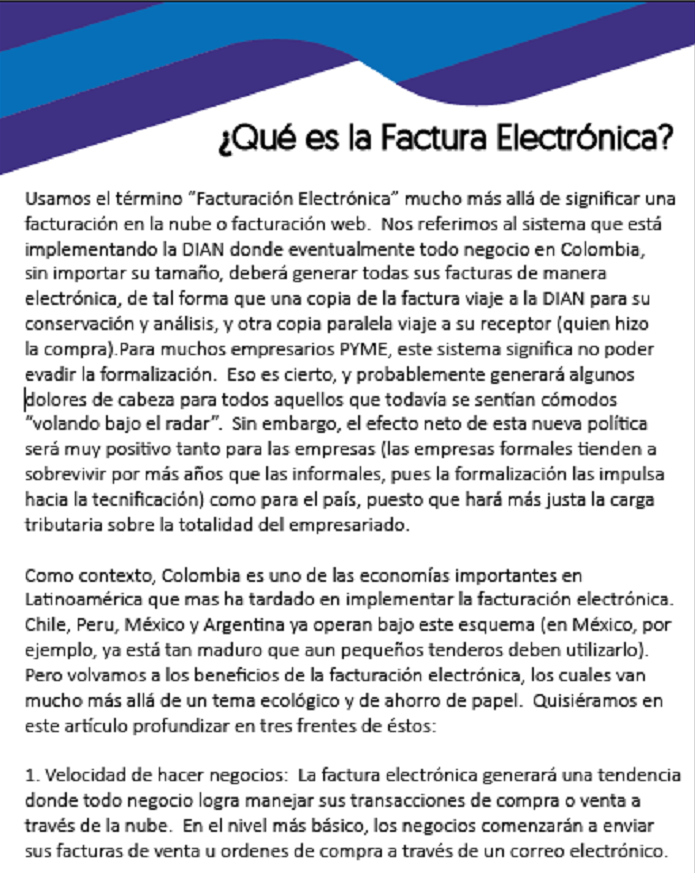 ¿Qué es la Factura Electrónica?
Usamos el término “Facturación Electrónica” mucho más allá de significar una
facturación en la nube o facturación web.  Nos referimos al sistema que está
implementando la DIAN donde eventualmente todo negocio en Colombia,
sin importar su tamaño, deberá generar todas sus facturas de manera
electrónica, de tal forma que una copia de la factura viaje a la DIAN para su
conservación y análisis, y otra copia paralela viaje a su receptor (quien hizo
la compra).Para muchos empresarios PYME, este sistema significa no poder
evadir la formalización.  Eso es cierto, y probablemente generará algunos
dolores de cabeza para todos aquellos que todavía se sentían cómodos
“volando bajo el radar”.  Sin embargo, el efecto neto de esta nueva política
será muy positivo tanto para las empresas (las empresas formales tienden a
sobrevivir por más años que las informales, pues la formalización las impulsa
hacia la tecnificación) como para el país, puesto que hará más justa la carga
tributaria sobre la totalidad del empresariado.
Como contexto, Colombia es uno de las economías importantes en
Latinoamérica que mas ha tardado en implementar la facturación electrónica.
Chile, Peru, México y Argentina ya operan bajo este esquema (en México, por
ejemplo, ya está tan maduro que aun pequeños tenderos deben utilizarlo).
Pero volvamos a los beneficios de la facturación electrónica, los cuales van
mucho más allá de un tema ecológico y de ahorro de papel.  Quisiéramos en
este artículo profundizar en tres frentes de éstos:
1. Velocidad de hacer negocios:  La factura electrónica generará una tendencia
donde todo negocio logra manejar sus transacciones de compra o venta a
través de la nube.  En el nivel más básico, los negocios comenzarán a enviar
sus facturas de venta u ordenes de compra a través de un correo electrónico.